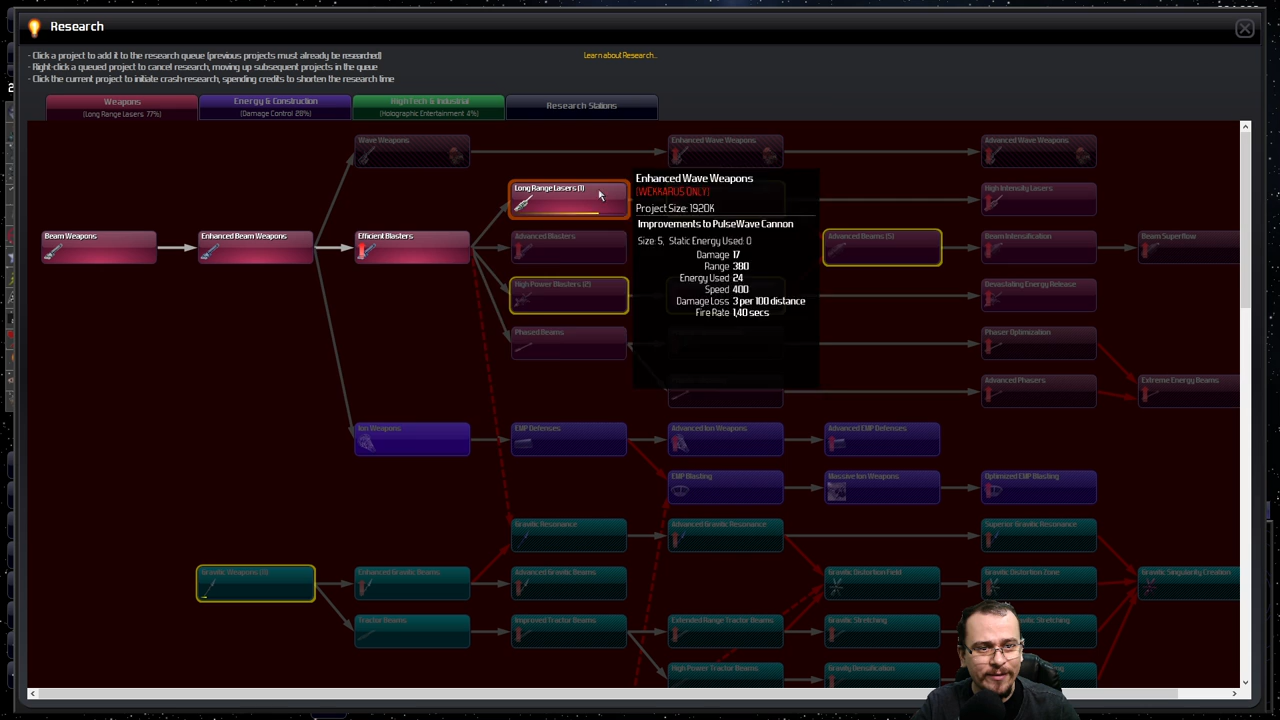 Research
- Click a project to add it to the research queue (previous projects must already be researched)
- Right-click a queued project to cancel research, moving up subsequent projects in the queue
- Click the current project to initiate crash-research, spending credits to shorten the research time
Learn about Research...
Weapons
(Long Range Lasers 77%)
Energy & Construction
(Damage Control 28%)
HighTech & Industrial
(Holographic Entertainment 4%)
Research Stations
Wave Weapons
Enhanced Wave Weapons
Advanced Wave Weapons
Long Range Lasers (1)
High Intensity Lasers
Enhanced Wave Weapons
(WEKKARUS ONLY)
Project Size: 1920K
Improvements to PulseWave Cannon
Size: 5, Static Energy Used: 0
Damage 17
Range 380
Energy Used 24
Speed 400
Damage Loss 3 per 100 distance
Fire Rate 1,40 secs
Beam Weapons
Enhanced Beam Weapons
Efficient Blasters
Advanced Blasters
Advanced Beams (5)
Beam Intensification
Beam Superflow
High Power Blasters (2)
Devastating Energy Release
Phased Beams
Phaser Optimization
Advanced Phasers
Extreme Energy Beams
Ion Weapons
EMP Defenses
Advanced Ion Weapons
Advanced EMP Defenses
EMP Blasting
Massive Ion Weapons
Optimized EMP Blasting
Gravitic Resonance
Advanced Gravitic Resonance
Superior Gravitic Resonance
Enhanced Gravitic Beams
Advanced Gravitic Beams
Gravitic Distortion Field
Gravitic Distortion Zone
Gravitic Singularity Creation
Tractor Beams
Improved Tractor Beams
Extended Range Tractor Beams
Gravitic Stretching
Gravitic Stretching
High Power Tractor Beams
Gravity Densification